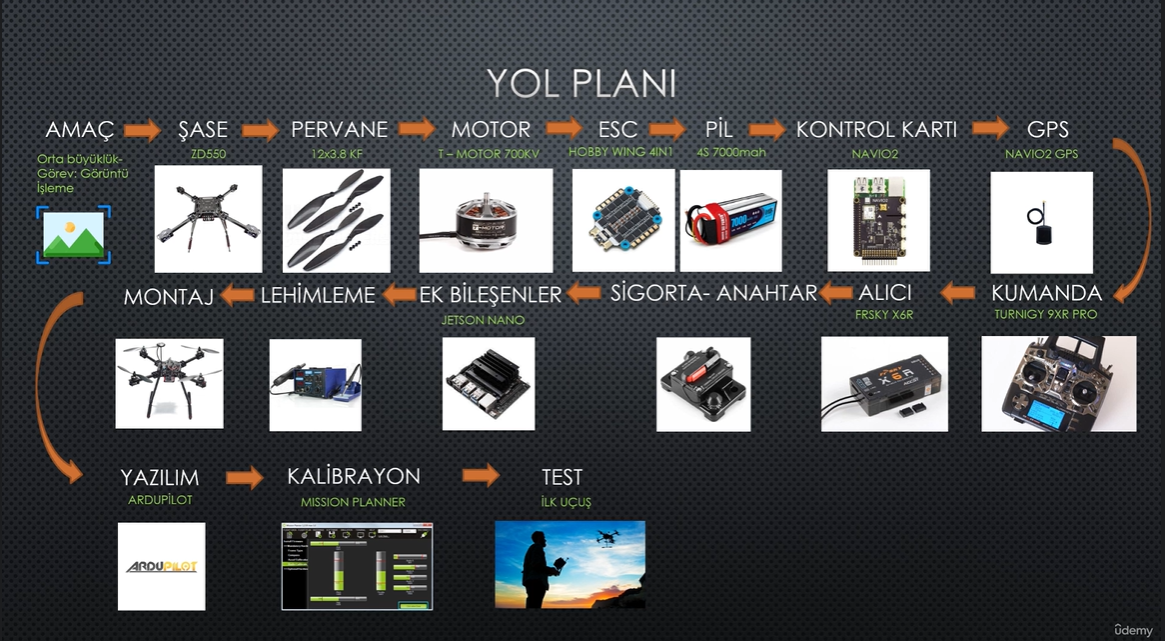 YOL PLANI
AMAÇ
ŞASE
PERVANE
MOTOR
ESC
PİL
KONTROL KARTI
GPS
Orta büyüklük-
Görev: Görüntü
İşleme
ZD550
12x3.8 KF
T – MOTOR 700KV
HOBBY WING 4IN1
4S 7000mah
NAVIO2
NAVIO2 GPS
T-MOTOR
7000
MONTAJ
LEHİMLEME
EK BİLEŞENLER
SİGORTA- ANAHTAR
ALICI
KUMANDA
JETSON NANO
FRSKY X6R
TURNIGY 9XR PRO
X6R
YAZILIM
KALİBRAYON
TEST
ARDUPİLOT
MISSION PLANNER
İLK UÇUŞ
ARDUPILOT
ûdemy